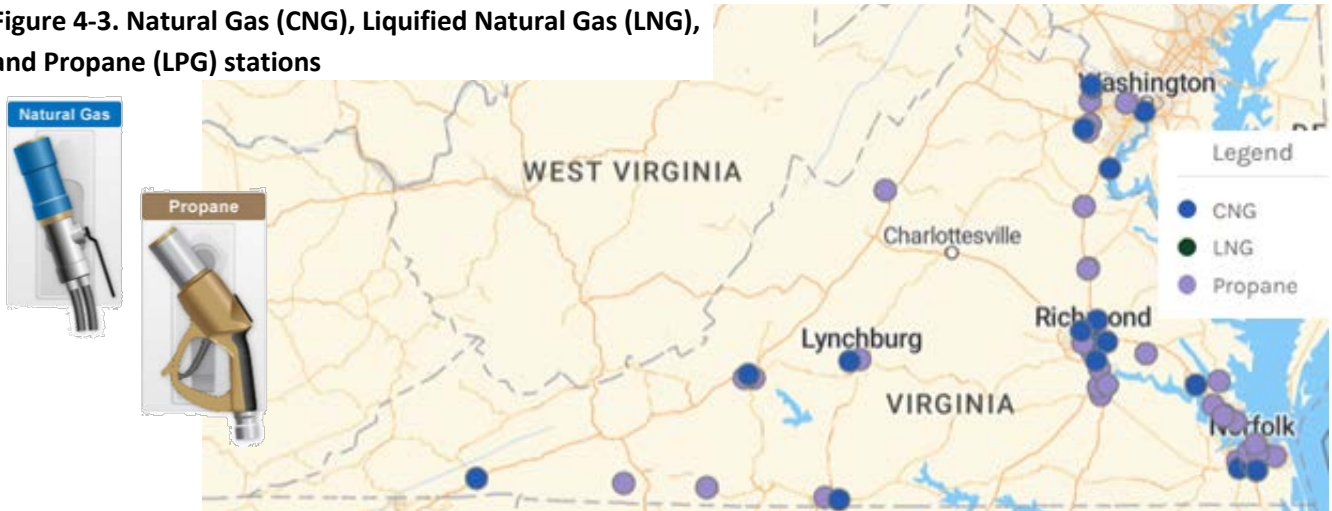 Figure 4-3. Natural Gas (CNG), Liquified Natural Gas (LNG),
and Propane (LPG) stations
Natural Gas
Propane
Washington
WEST VIRGINIA
Legend
CNG
LNG
Propane
Charlottesville
Richmond
Lynchburg
VIRGINIA
Norfolk
DE